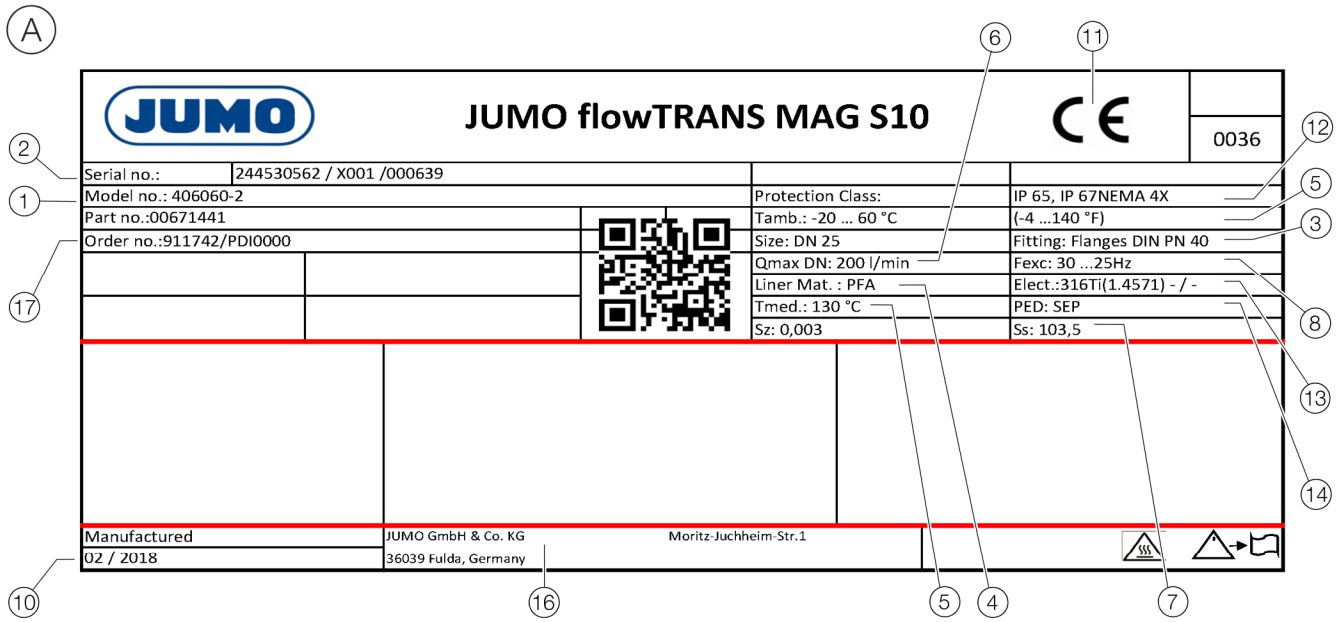 A
6
11
JUMO
JUMO flowTRANS MAG S10
CE
0036
12
2
Serial no.:
244530562 / X001 /000639
1
Model no.: 406060-2
Protection Class:
IP 65, IP 67NEMA 4X
5
Part no.:00671441
Tamb.: -20 ... 60 °C
(-4 ...140 °F)
3
17
Order no.:911742/PDI0000
Size: DN 25
Fitting: Flanges DIN PN 40
Qmax DN: 200 l/min
Fexc: 30 ...25Hz
8
Liner Mat. : PFA
Elect.:316Ti(1.4571) - / -
13
Tmed.: 130 °C
PED: SEP
14
Sz: 0,003
Ss: 103,5
Manufactured
JUMO GmbH & Co. KG
Moritz-Juchheim-Str.1
02 / 2018
36039 Fulda, Germany
10
16
5
4
7